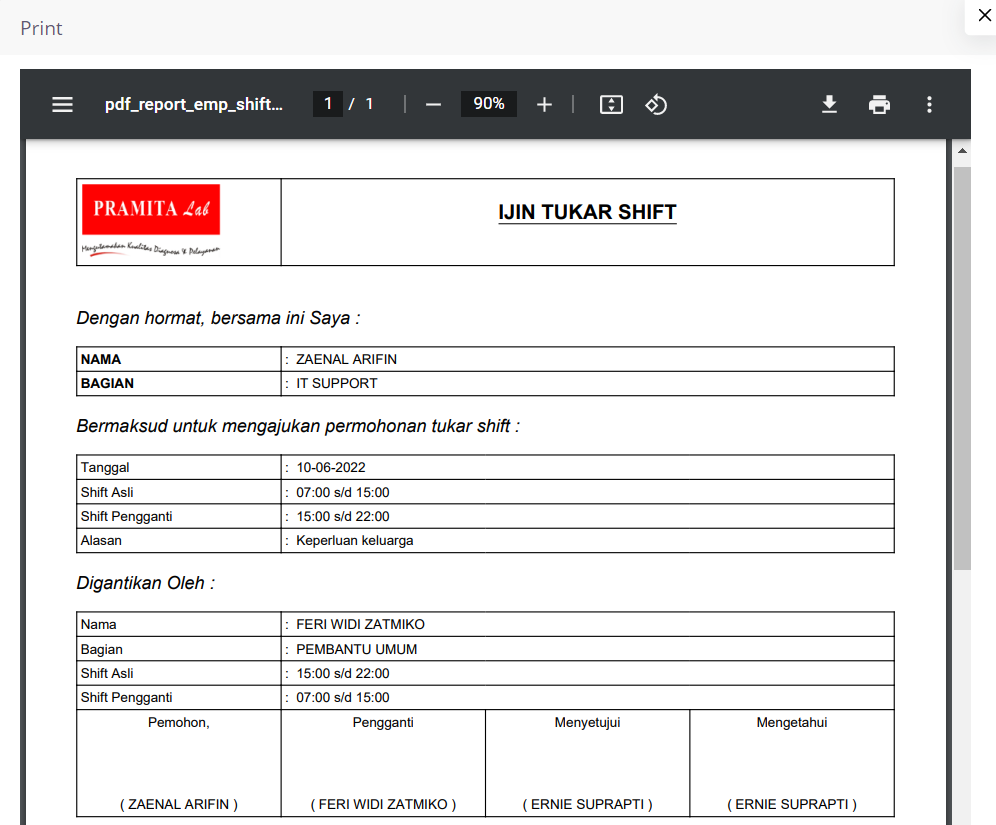 Print
pdf_report_emp_shift...
1 / 1
90%
PRAMITA Lab
Mengutamakan Kualitas Diagnosa & Pelayanan
IJIN TUKAR SHIFT
Dengan hormat, bersama ini Saya :
NAMA : ZAENAL ARIFIN
BAGIAN : IT SUPPORT
Bermaksud untuk mengajukan permohonan tukar shift :
Tanggal : 10-06-2022
Shift Asli : 07:00 s/d 15:00
Shift Pengganti : 15:00 s/d 22:00
Alasan : Keperluan keluarga
Digantikan Oleh :
Nama : FERI WIDI ZATMIKO
Bagian : PEMBANTU UMUM
Shift Asli : 15:00 s/d 22:00
Shift Pengganti : 07:00 s/d 15:00
Pemohon, Pengganti Menyetujui Mengetahui
( ZAENAL ARIFIN ) ( FERI WIDI ZATMIKO ) ( ERNIE SUPRAPTI ) ( ERNIE SUPRAPTI )